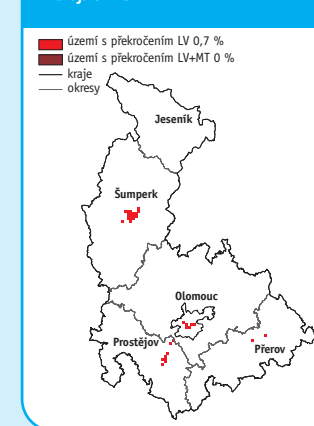 území s překročením LV 0,7 %
území s překročením LV+MT 0 %
kraje
okresy
Jeseník
Šumperk
Olomouc
Prostějov
Přerov